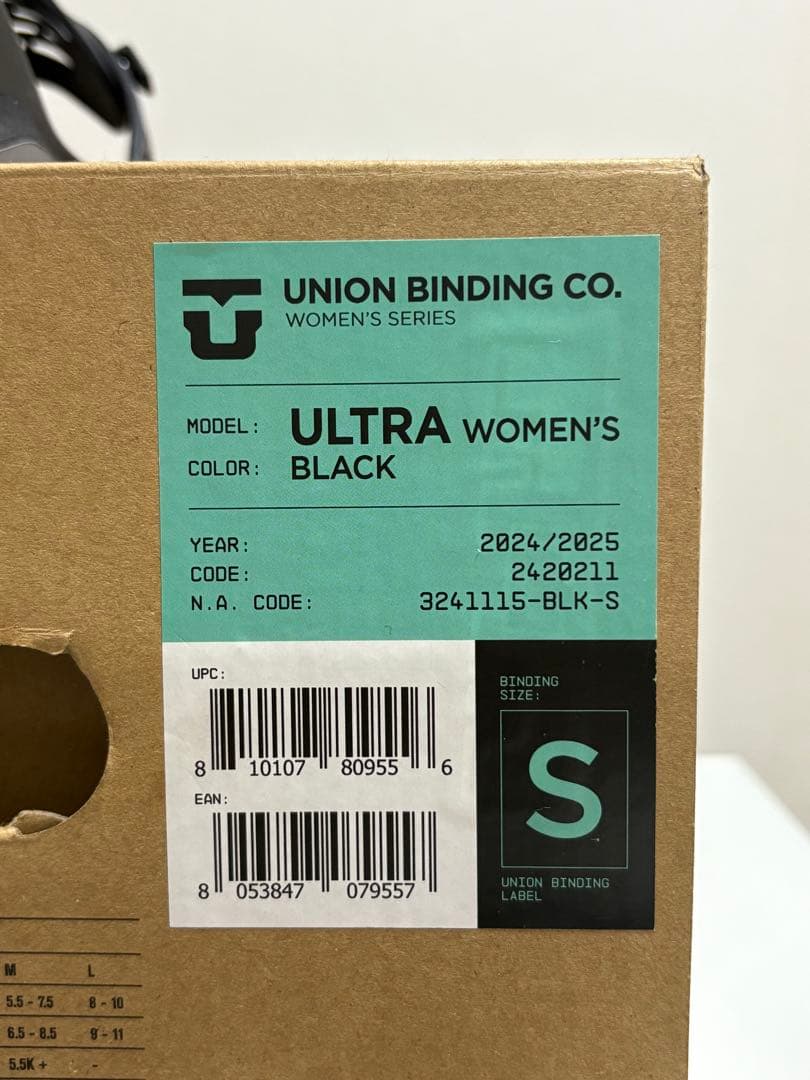 UNION BINDING CO.
WOMEN'S SERIES
MODEL: ULTRA WOMEN'S
COLOR: BLACK
YEAR: 2024/2025
CODE: 2420211
N.A. CODE: 3241115-BLK-S
UPC:
8 10107 80955 6
EAN:
8 053847 079557
BINDING
SIZE:
S
UNION BINDING
LABEL
M L
5.5 - 7.5 8 - 10
6.5 - 8.5 9 - 11
5.5K + -